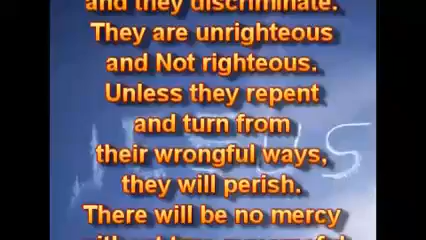 and they discriminate.
They are unrighteous
and Not righteous.
Unless they repent
and turn from
their wrongful ways,
they will perish.
There will be no mercy
JESUS